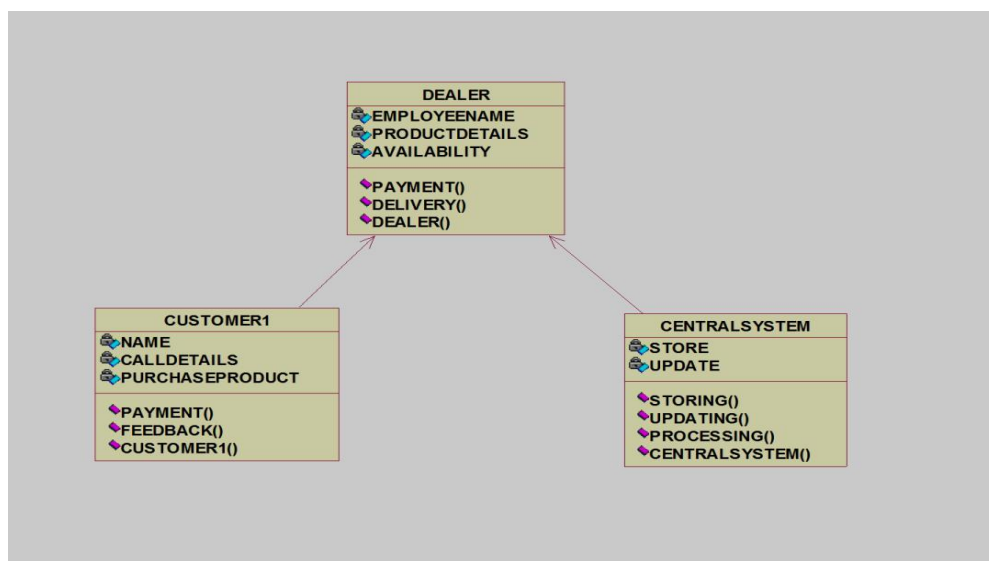 DEALER
EMPLOYEENAME
PRODUCTDETAILS
AVAILABILITY
PAYMENT()
DELIVERY()
DEALER()
CUSTOMER1
NAME
CALLDETAILS
PURCHASEPRODUCT
PAYMENT()
FEEDBACK()
CUSTOMER1()
CENTRALSYSTEM
STORE
UPDATE
STORING()
UPDATING()
PROCESSING()
CENTRALSYSTEM()